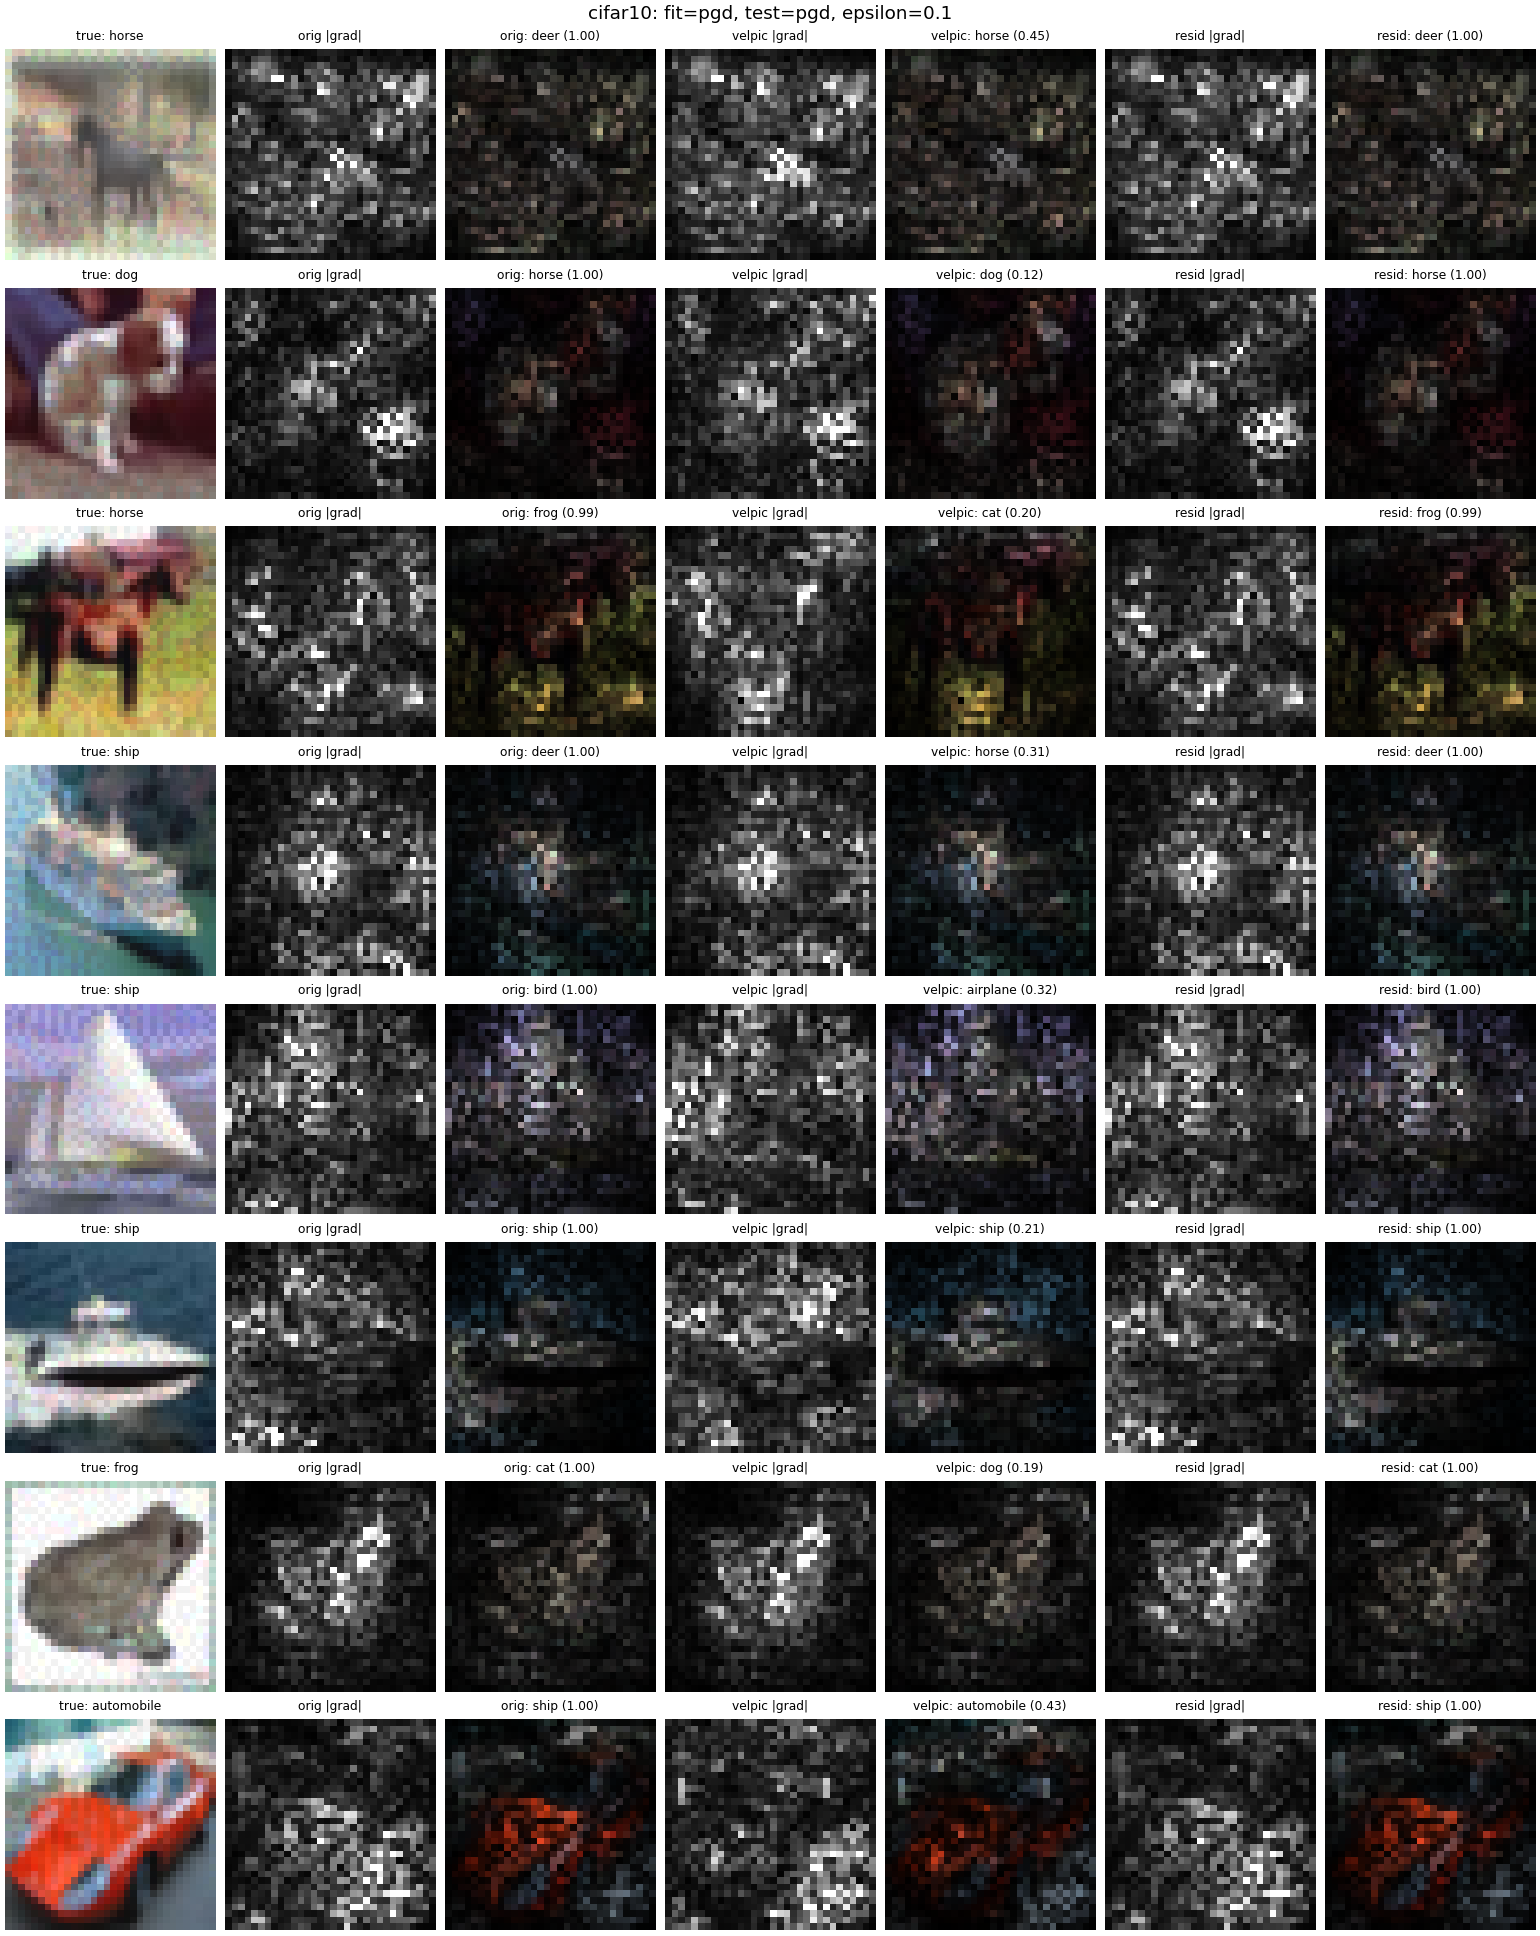 cifar10: fit=pgd, test=pgd, epsilon=0.1
true: horse orig |grad| orig: deer (1.00) velpic |grad| velpic: horse (0.45) resid |grad| resid: deer (1.00)
true: dog orig |grad| orig: horse (1.00) velpic |grad| velpic: dog (0.12) resid |grad| resid: horse (1.00)
true: horse orig |grad| orig: frog (0.99) velpic |grad| velpic: cat (0.20) resid |grad| resid: frog (0.99)
true: ship orig |grad| orig: deer (1.00) velpic |grad| velpic: horse (0.31) resid |grad| resid: deer (1.00)
true: ship orig |grad| orig: bird (1.00) velpic |grad| velpic: airplane (0.32) resid |grad| resid: bird (1.00)
true: ship orig |grad| orig: ship (1.00) velpic |grad| velpic: ship (0.21) resid |grad| resid: ship (1.00)
true: frog orig |grad| orig: cat (1.00) velpic |grad| velpic: dog (0.19) resid |grad| resid: cat (1.00)
true: automobile orig |grad| orig: ship (1.00) velpic |grad| velpic: automobile (0.43) resid |grad| resid: ship (1.00)